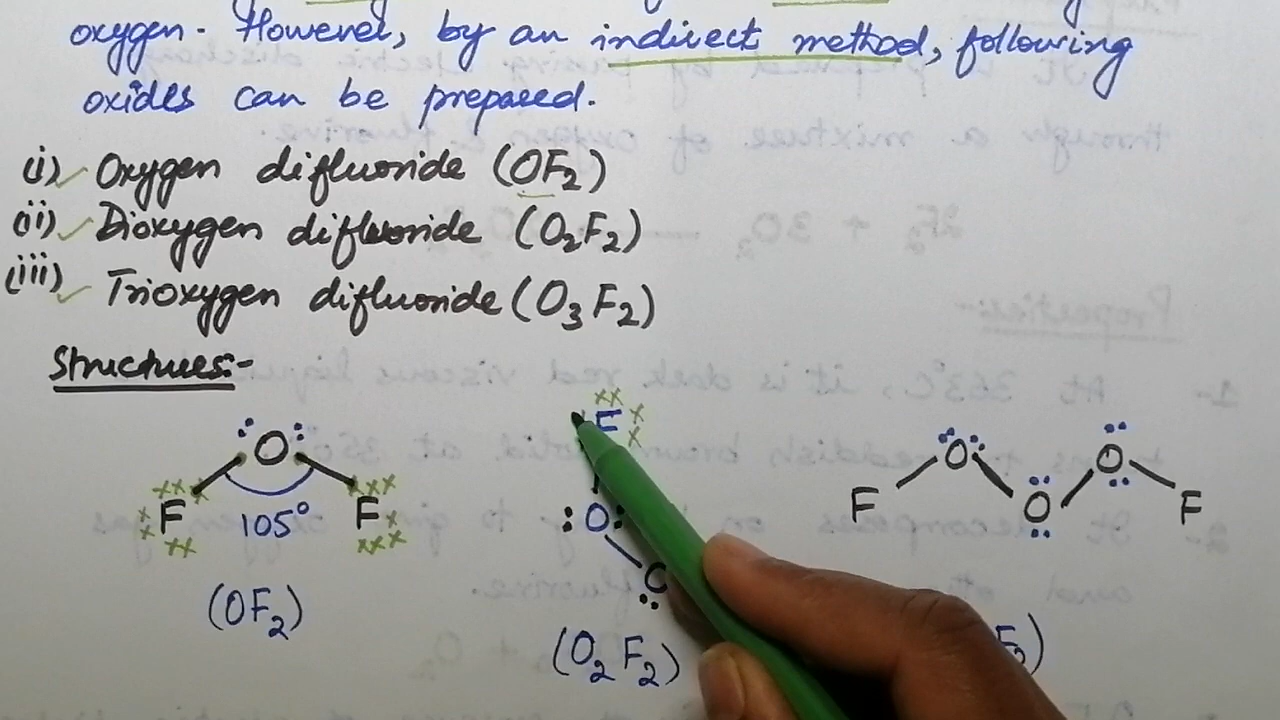 oxygen. However, by an indirect method, following
oxides can be prepared.
(i) Oxygen difluoride (OF2)
(ii) Dioxygen difluoride (O2F2)
(iii) Trioxygen difluoride (O3F2)
Structures:-
O
F 105° F
(OF2)
F
O
(O2F2)
O O
F O F
F2)